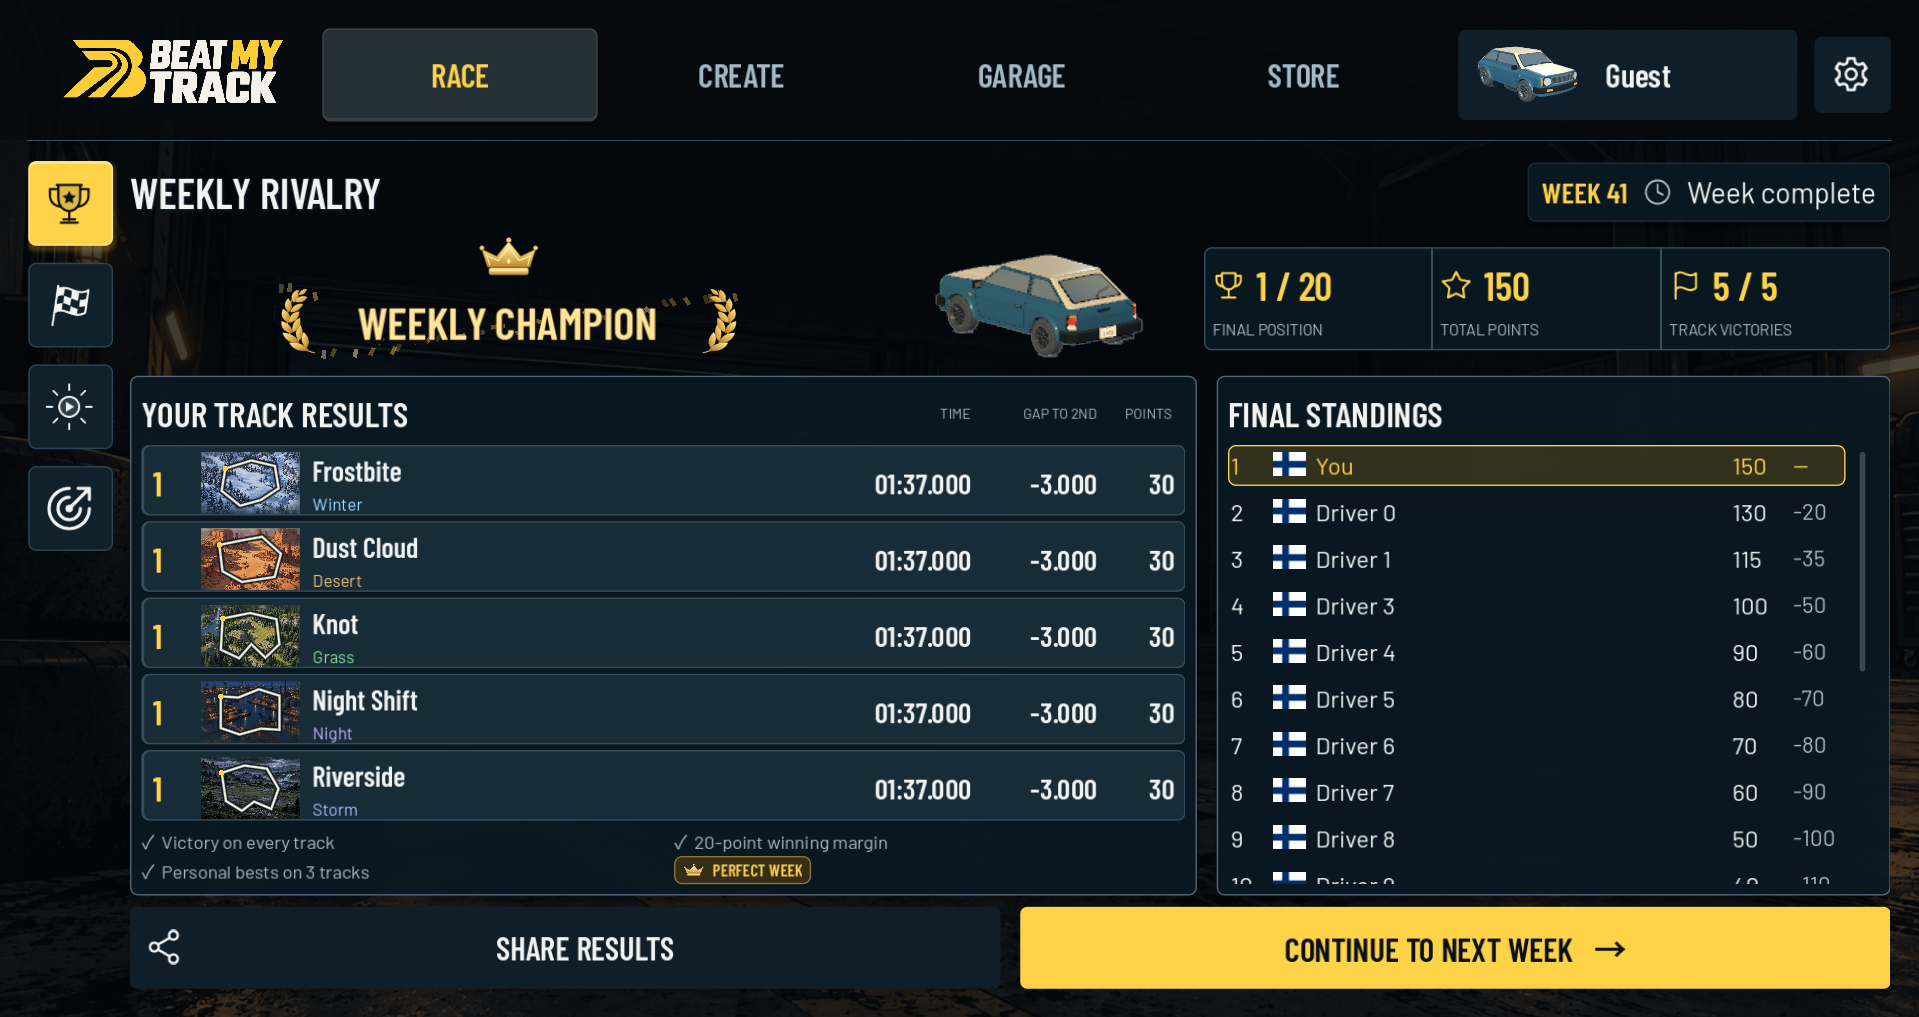 BEAT MY
TRACK
RACE
CREATE
GARAGE
STORE
Guest
WEEKLY RIVALRY
WEEK 41 Week complete
WEEKLY CHAMPION
1 / 20
FINAL POSITION
150
TOTAL POINTS
5 / 5
TRACK VICTORIES
YOUR TRACK RESULTS TIME GAP TO 2ND POINTS
1 Frostbite 01:37.000 -3.000 30
Winter
1 Dust Cloud 01:37.000 -3.000 30
Desert
1 Knot 01:37.000 -3.000 30
Grass
1 Night Shift 01:37.000 -3.000 30
Night
1 Riverside 01:37.000 -3.000 30
Storm
✓ Victory on every track
✓ 20-point winning margin
✓ Personal bests on 3 tracks
PERFECT WEEK
FINAL STANDINGS
1 You 150 –
2 Driver 0 130 -20
3 Driver 1 115 -35
4 Driver 3 100 -50
5 Driver 4 90 -60
6 Driver 5 80 -70
7 Driver 6 70 -80
8 Driver 7 60 -90
9 Driver 8 50 -100
10 Driver 9 40 -110
SHARE RESULTS
CONTINUE TO NEXT WEEK →